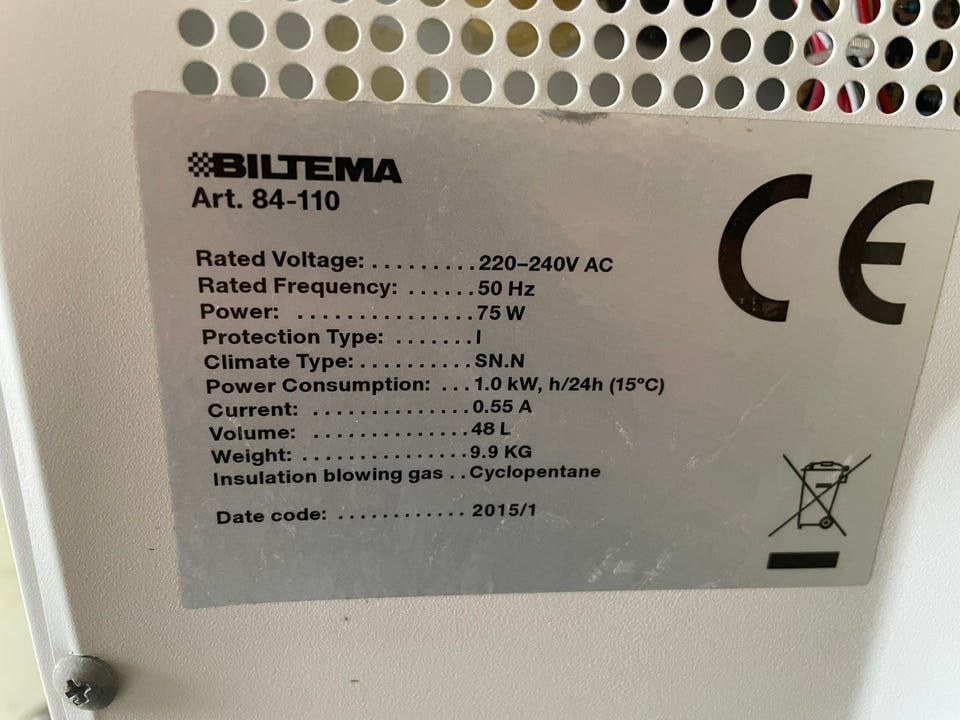 BILTEMA
Art. 84-110
Rated Voltage: . . . . . . . . . 220–240V AC
Rated Frequency: . . . . . . 50 Hz
Power: . . . . . . . . . . . . . . . 75 W
Protection Type: . . . . . . . I
Climate Type: . . . . . . . . . . SN.N
Power Consumption: . . . 1.0 kW, h/24h (15°C)
Current: . . . . . . . . . . . . . 0.55 A
Volume: . . . . . . . . . . . . . 48 L
Weight: . . . . . . . . . . . . . . 9.9 KG
Insulation blowing gas . . Cyclopentane
Date code: . . . . . . . . . . . . 2015/1
CE